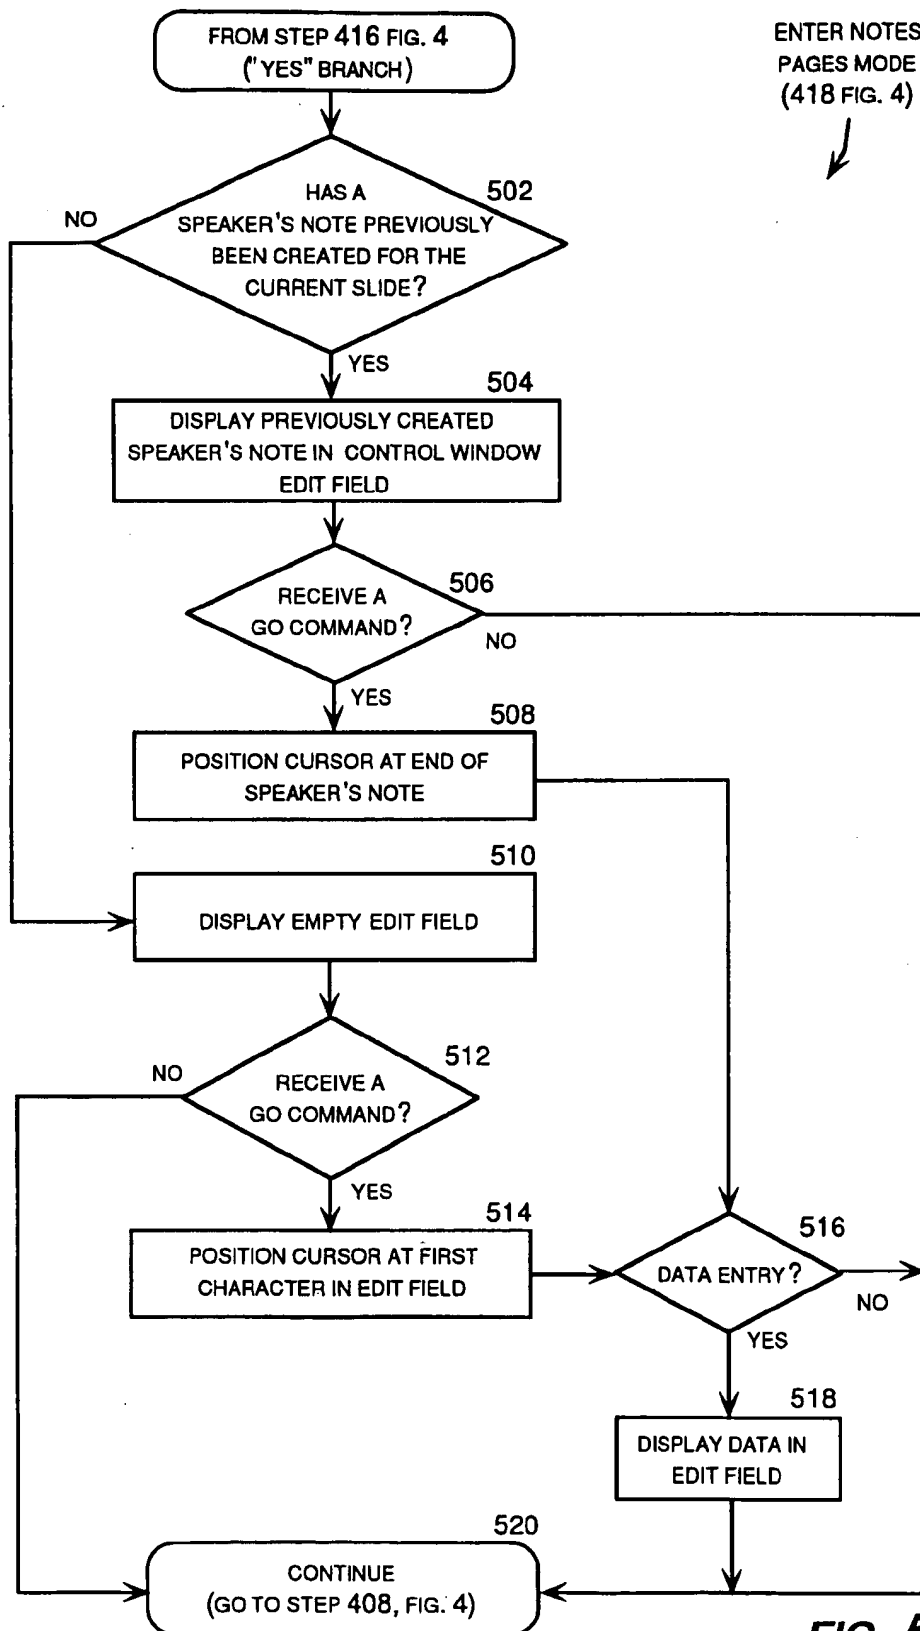 FROM STEP 416 FIG. 4
("YES" BRANCH)
ENTER NOTES
PAGES MODE
(418 FIG. 4)
502
HAS A
SPEAKER'S NOTE PREVIOUSLY
BEEN CREATED FOR THE
CURRENT SLIDE?
NO
YES
504
DISPLAY PREVIOUSLY CREATED
SPEAKER'S NOTE IN CONTROL WINDOW
EDIT FIELD
506
RECEIVE A
GO COMMAND?
NO
YES
508
POSITION CURSOR AT END OF
SPEAKER'S NOTE
510
DISPLAY EMPTY EDIT FIELD
512
NO
RECEIVE A
GO COMMAND?
YES
514
POSITION CURSOR AT FIRST
CHARACTER IN EDIT FIELD
516
DATA ENTRY?
NO
YES
518
DISPLAY DATA IN
EDIT FIELD
520
CONTINUE
(GO TO STEP 408, FIG. 4)
FIG.